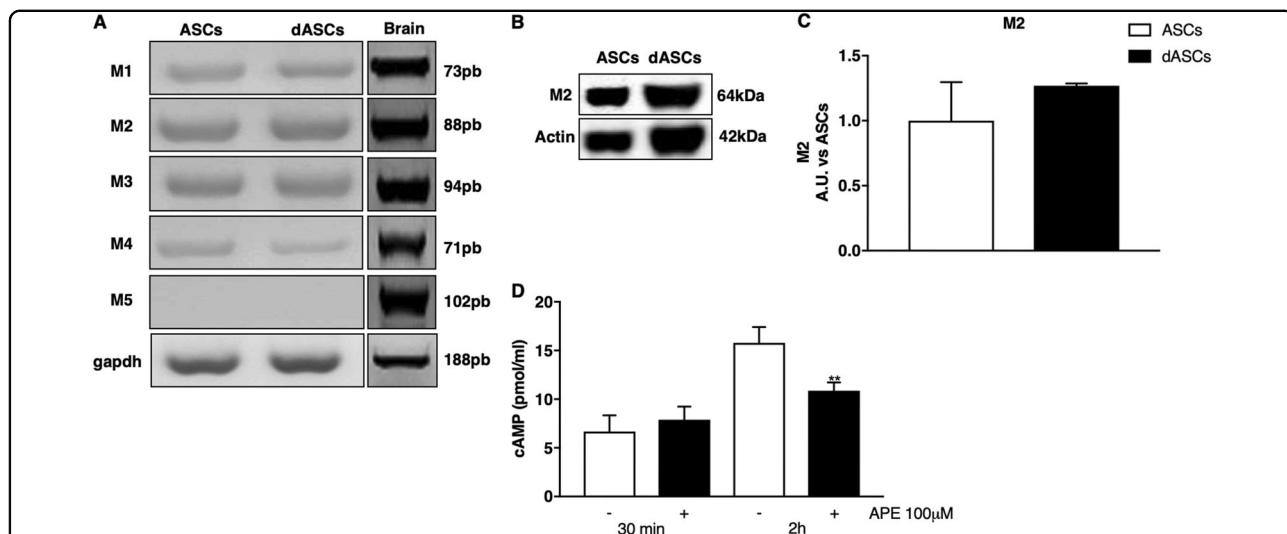 A
ASCs dASCs Brain
M1 73pb
M2 88pb
M3 94pb
M4 71pb
M5 102pb
gapdh 188pb
B
ASCs dASCs
M2 64kDa
Actin 42kDa
C
M2
ASCs
dASCs
M2
A.U. vs ASCs
1.5
1.0
0.5
0.0
D
cAMP (pmol/ml)
20
15
10
5
0
**
- + - + APE 100μM
30 min 2h